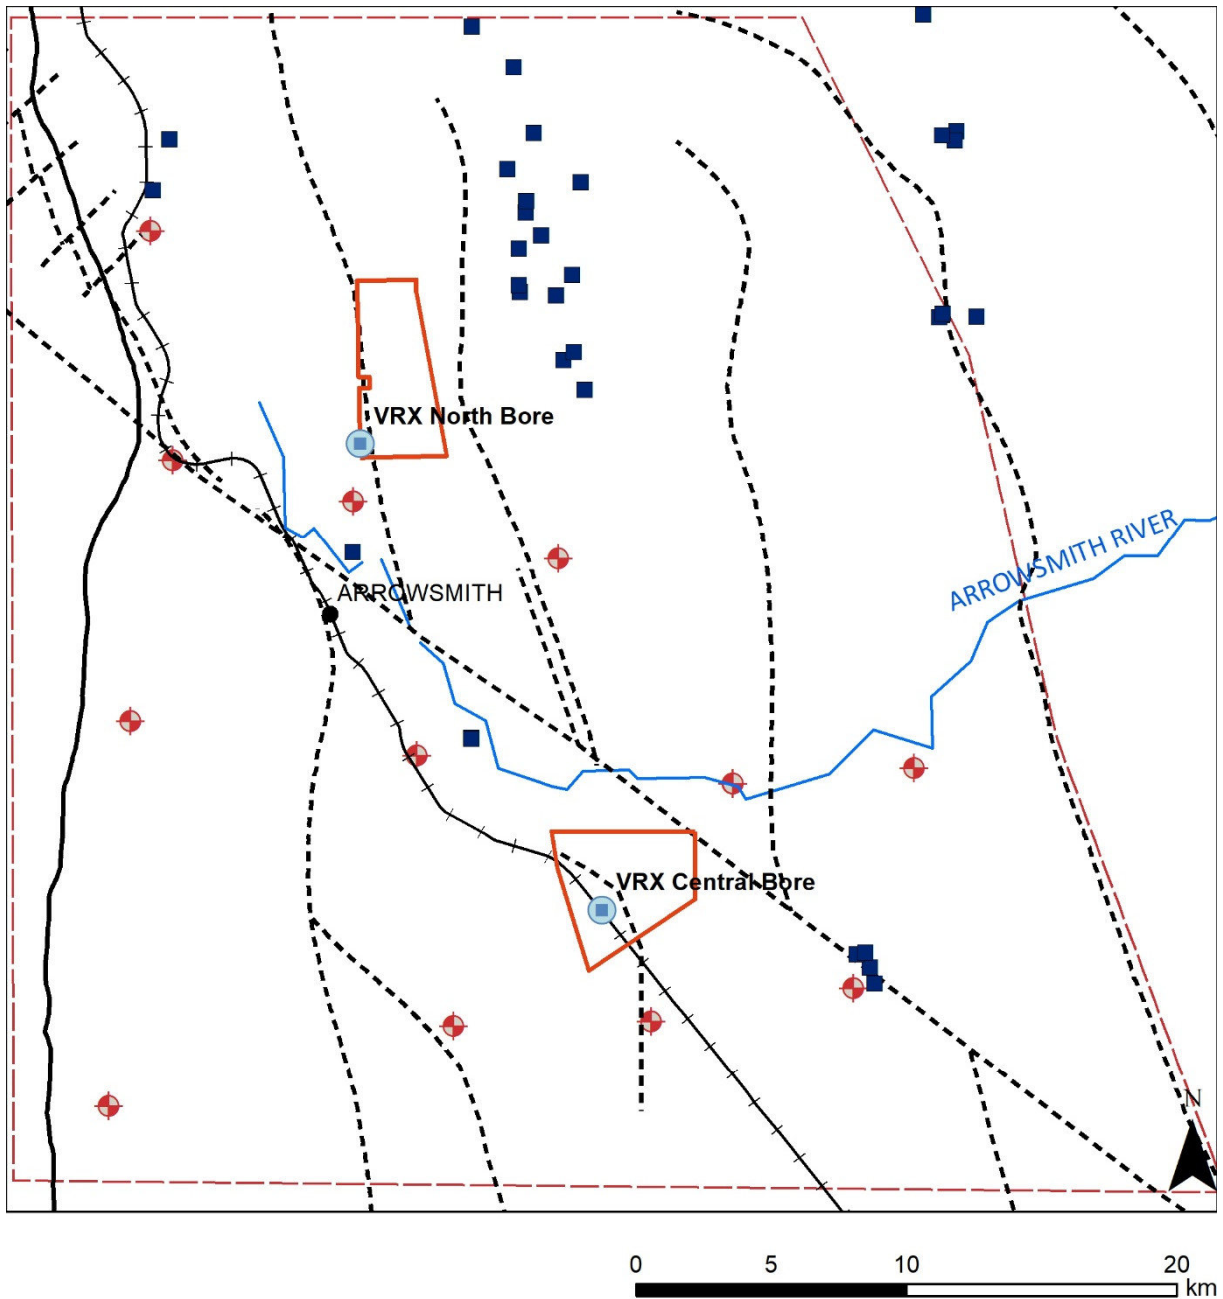 VRX North Bore
ARROWSMITH RIVER
ARROWSMITH
VRX Central Bore
N
0 5 10 20
km